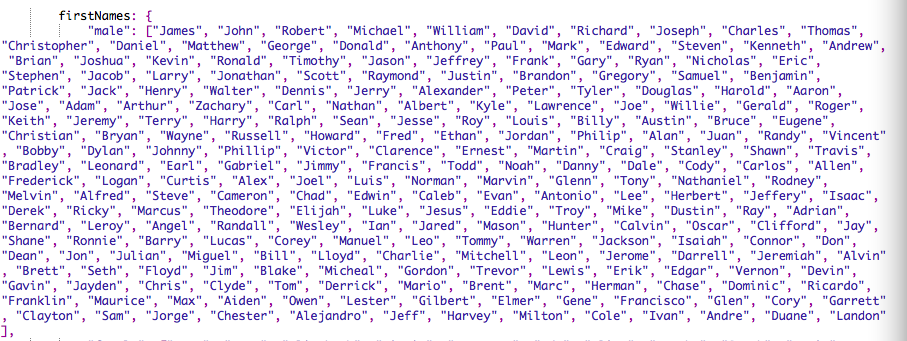 firstNames: {
"male": ["James", "John", "Robert", "Michael", "William", "David", "Richard", "Joseph", "Charles", "Thomas",
"Christopher", "Daniel", "Matthew", "George", "Donald", "Anthony", "Paul", "Mark", "Edward", "Steven", "Kenneth", "Andrew",
"Brian", "Joshua", "Kevin", "Ronald", "Timothy", "Jason", "Jeffrey", "Frank", "Gary", "Ryan", "Nicholas", "Eric",
"Stephen", "Jacob", "Larry", "Jonathan", "Scott", "Raymond", "Justin", "Brandon", "Gregory", "Samuel", "Benjamin",
"Patrick", "Jack", "Henry", "Walter", "Dennis", "Jerry", "Alexander", "Peter", "Tyler", "Douglas", "Harold", "Aaron",
"Jose", "Adam", "Arthur", "Zachary", "Carl", "Nathan", "Albert", "Kyle", "Lawrence", "Joe", "Willie", "Gerald", "Roger",
"Keith", "Jeremy", "Terry", "Harry", "Ralph", "Sean", "Jesse", "Roy", "Louis", "Billy", "Austin", "Bruce", "Eugene",
"Christian", "Bryan", "Wayne", "Russell", "Howard", "Fred", "Ethan", "Jordan", "Philip", "Alan", "Juan", "Randy", "Vincent"
, "Bobby", "Dylan", "Johnny", "Phillip", "Victor", "Clarence", "Ernest", "Martin", "Craig", "Stanley", "Shawn", "Travis",
"Bradley", "Leonard", "Earl", "Gabriel", "Jimmy", "Francis", "Todd", "Noah", "Danny", "Dale", "Cody", "Carlos", "Allen",
"Frederick", "Logan", "Curtis", "Alex", "Joel", "Luis", "Norman", "Marvin", "Glenn", "Tony", "Nathaniel", "Rodney",
"Melvin", "Alfred", "Steve", "Cameron", "Chad", "Edwin", "Caleb", "Evan", "Antonio", "Lee", "Herbert", "Jeffery", "Isaac",
"Derek", "Ricky", "Marcus", "Theodore", "Elijah", "Luke", "Jesus", "Eddie", "Troy", "Mike", "Dustin", "Ray", "Adrian",
"Bernard", "Leroy", "Angel", "Randall", "Wesley", "Ian", "Jared", "Mason", "Hunter", "Calvin", "Oscar", "Clifford", "Jay",
"Shane", "Ronnie", "Barry", "Lucas", "Corey", "Manuel", "Leo", "Tommy", "Warren", "Jackson", "Isaiah", "Connor", "Don",
"Dean", "Jon", "Julian", "Miguel", "Bill", "Lloyd", "Charlie", "Mitchell", "Leon", "Jerome", "Darrell", "Jeremiah", "Alvin"
, "Brett", "Seth", "Floyd", "Jim", "Blake", "Micheal", "Gordon", "Trevor", "Lewis", "Erik", "Edgar", "Vernon", "Devin",
"Gavin", "Jayden", "Chris", "Clyde", "Tom", "Derrick", "Mario", "Brent", "Marc", "Herman", "Chase", "Dominic", "Ricardo",
"Franklin", "Maurice", "Max", "Aiden", "Owen", "Lester", "Gilbert", "Elmer", "Gene", "Francisco", "Glen", "Cory", "Garrett"
, "Clayton", "Sam", "Jorge", "Chester", "Alejandro", "Jeff", "Harvey", "Milton", "Cole", "Ivan", "Andre", "Duane", "Landon"
],